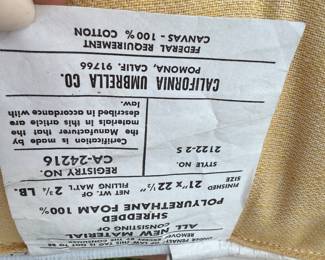 UNDER PENALTY
REMOVED
ALL NEW MATERIAL
CONSISTING OF
SHREDDED
POLYURETHANE FOAM 100%
FINISHED SIZE 21" x 22½" NET WT. OF FILLING MAT'L 2¾ LB.
REGISTRY NO. CA-24216
STYLE NO. 2122-2 S
Certification is made by
the Manufacturer that the
materials in this article are
described in accordance
law.
CALIFORNIA UMBRELLA CO.
POMONA, CALIF. 91766
FEDERAL REQUIREMENT
CANVAS - 100% COTTON